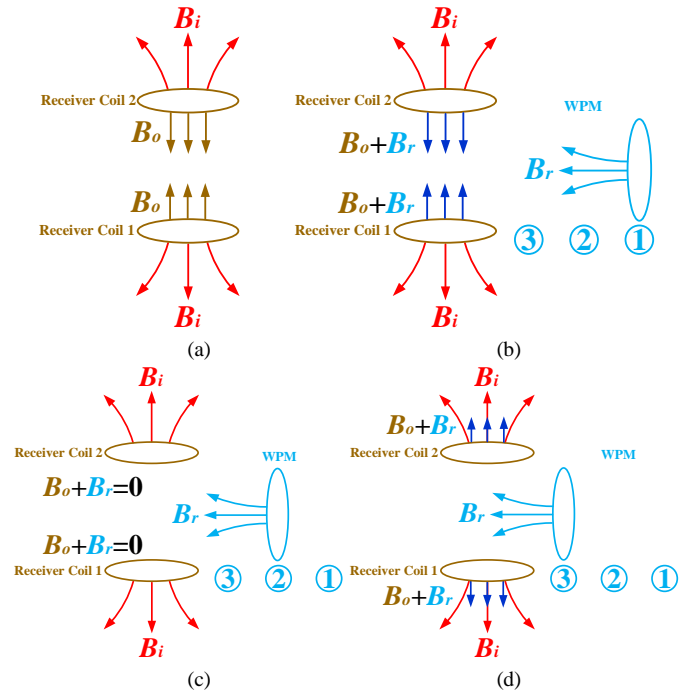 Bi
Receiver Coil 2
Bo
Bo
Receiver Coil 1
Bi
(a)
Bi
Receiver Coil 2
WPM
Bo+Br
Br
Bo+Br
Receiver Coil 1
③ ② ①
Bi
(b)
Bi
Receiver Coil 2
WPM
Bo+Br=0
Br
Bo+Br=0
Receiver Coil 1
③ ② ①
Bi
(c)
Bi
Bo+Br
Receiver Coil 2
WPM
Br
Receiver Coil 1
③ ② ①
Bo+Br
Bi
(d)